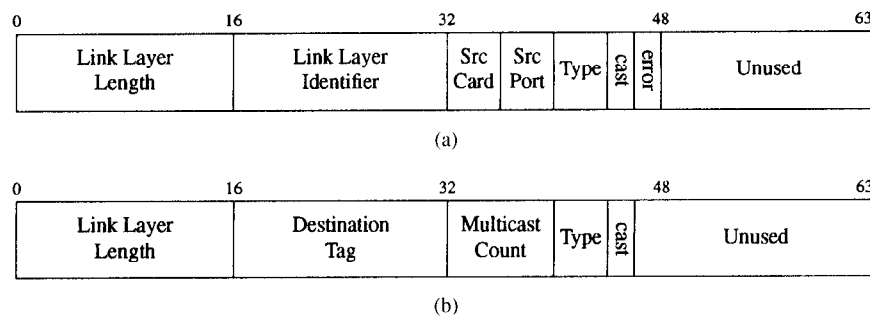 0 16 32 48 63
Link Layer Length
Link Layer Identifier
Src Card
Src Port
Type
cast
error
Unused
(a)
0 16 32 48 63
Link Layer Length
Destination Tag
Multicast Count
Type
cast
Unused
(b)